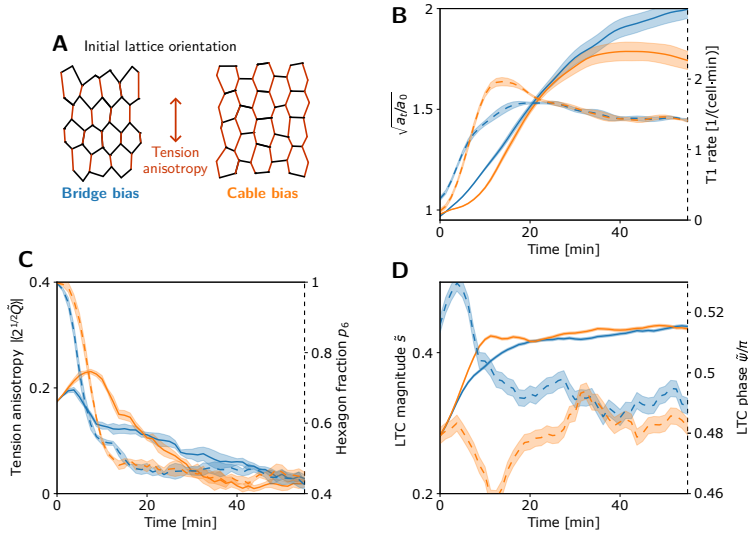 A
Initial lattice orientation
Tension
anisotropy
Bridge bias
Cable bias
B
2
1.5
1
√a_t/a_0
0
20
40
Time [min]
0
1
2
T1 rate [1/(cell·min)]
C
0.4
0.2
0
Tension anisotropy ||⟨2^{1/2}Q̃⟩||
0
20
40
Time [min]
1
0.8
0.6
0.4
Hexagon fraction p_6
D
0.4
0.2
LTC magnitude s̃
0
20
40
Time [min]
0.52
0.5
0.48
0.46
LTC phase ψ̃/π